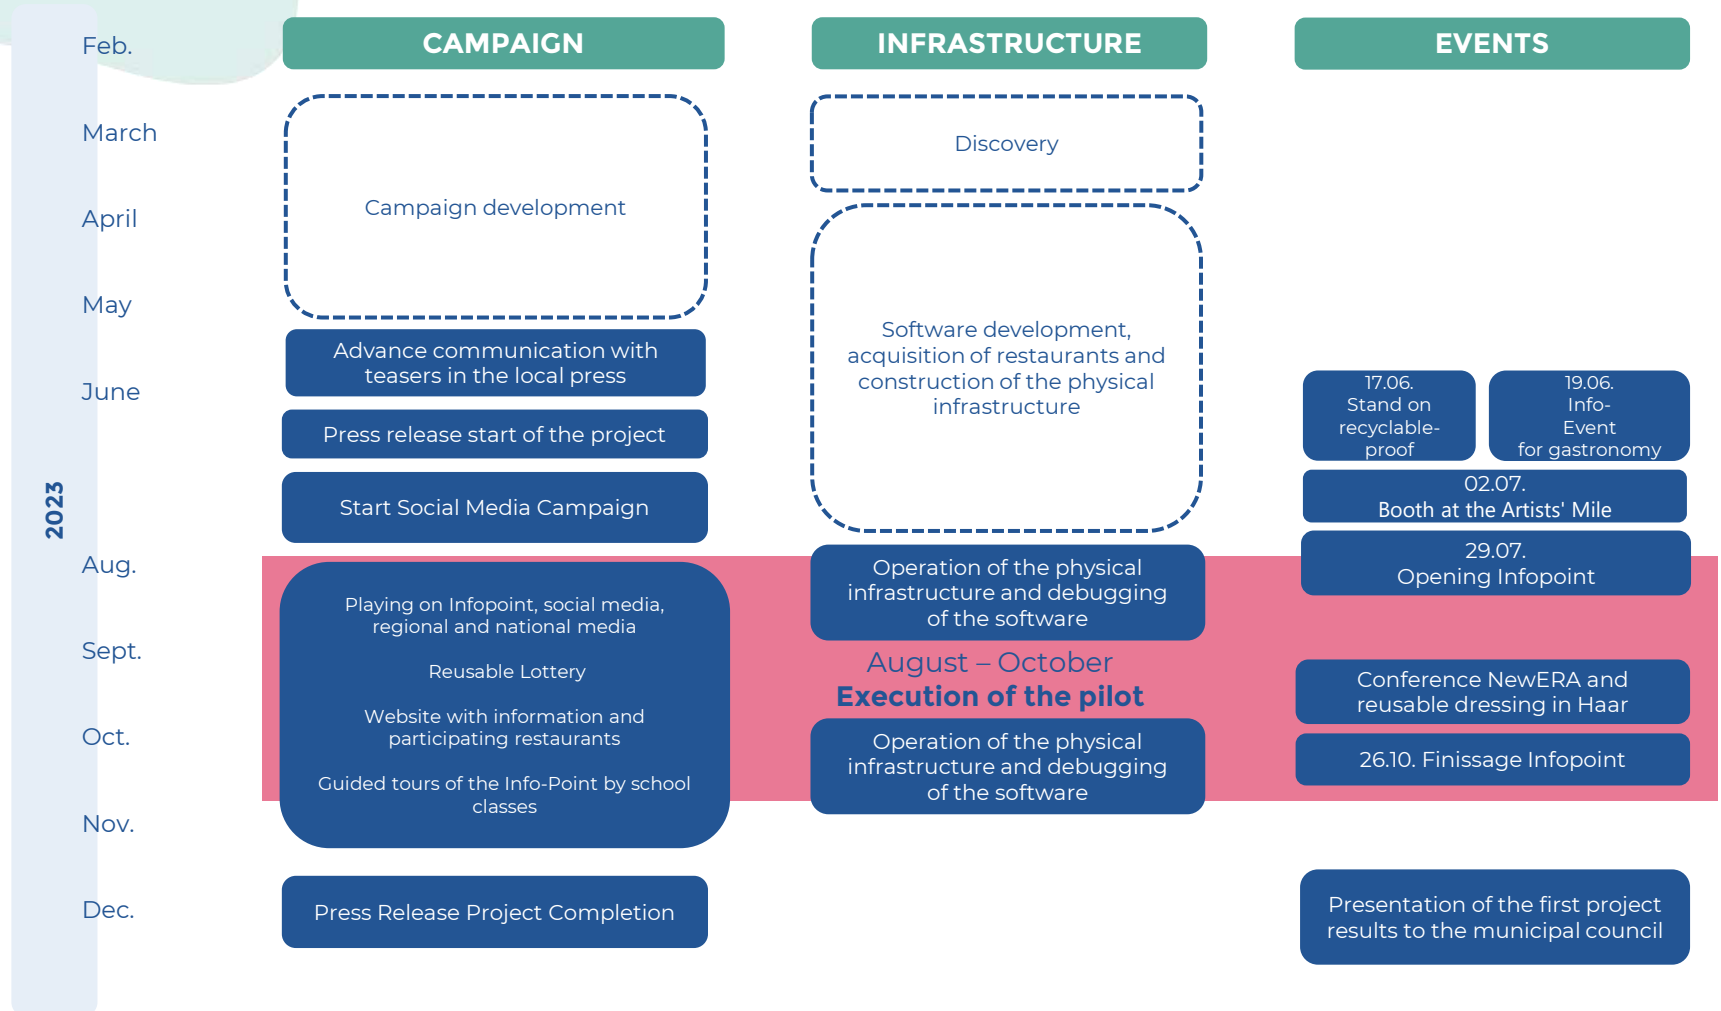 2023
Feb.
March
April
May
June
Aug.
Sept.
Oct.
Nov.
Dec.
CAMPAIGN
Campaign development
Advance communication with
teasers in the local press
Press release start of the project
Start Social Media Campaign
Playing on Infopoint, social media,
regional and national media
Reusable Lottery
Website with information and
participating restaurants
Guided tours of the Info-Point by school
classes
Press Release Project Completion
INFRASTRUCTURE
Discovery
Software development,
acquisition of restaurants and
construction of the physical
infrastructure
Operation of the physical
infrastructure and debugging
of the software
August – October
Execution of the pilot
Operation of the physical
infrastructure and debugging
of the software
EVENTS
17.06.
Stand on
recyclable-
proof
19.06.
Info-
Event
for gastronomy
02.07.
Booth at the Artists' Mile
29.07.
Opening Infopoint
Conference NewERA and
reusable dressing in Haar
26.10. Finissage Infopoint
Presentation of the first project
results to the municipal council